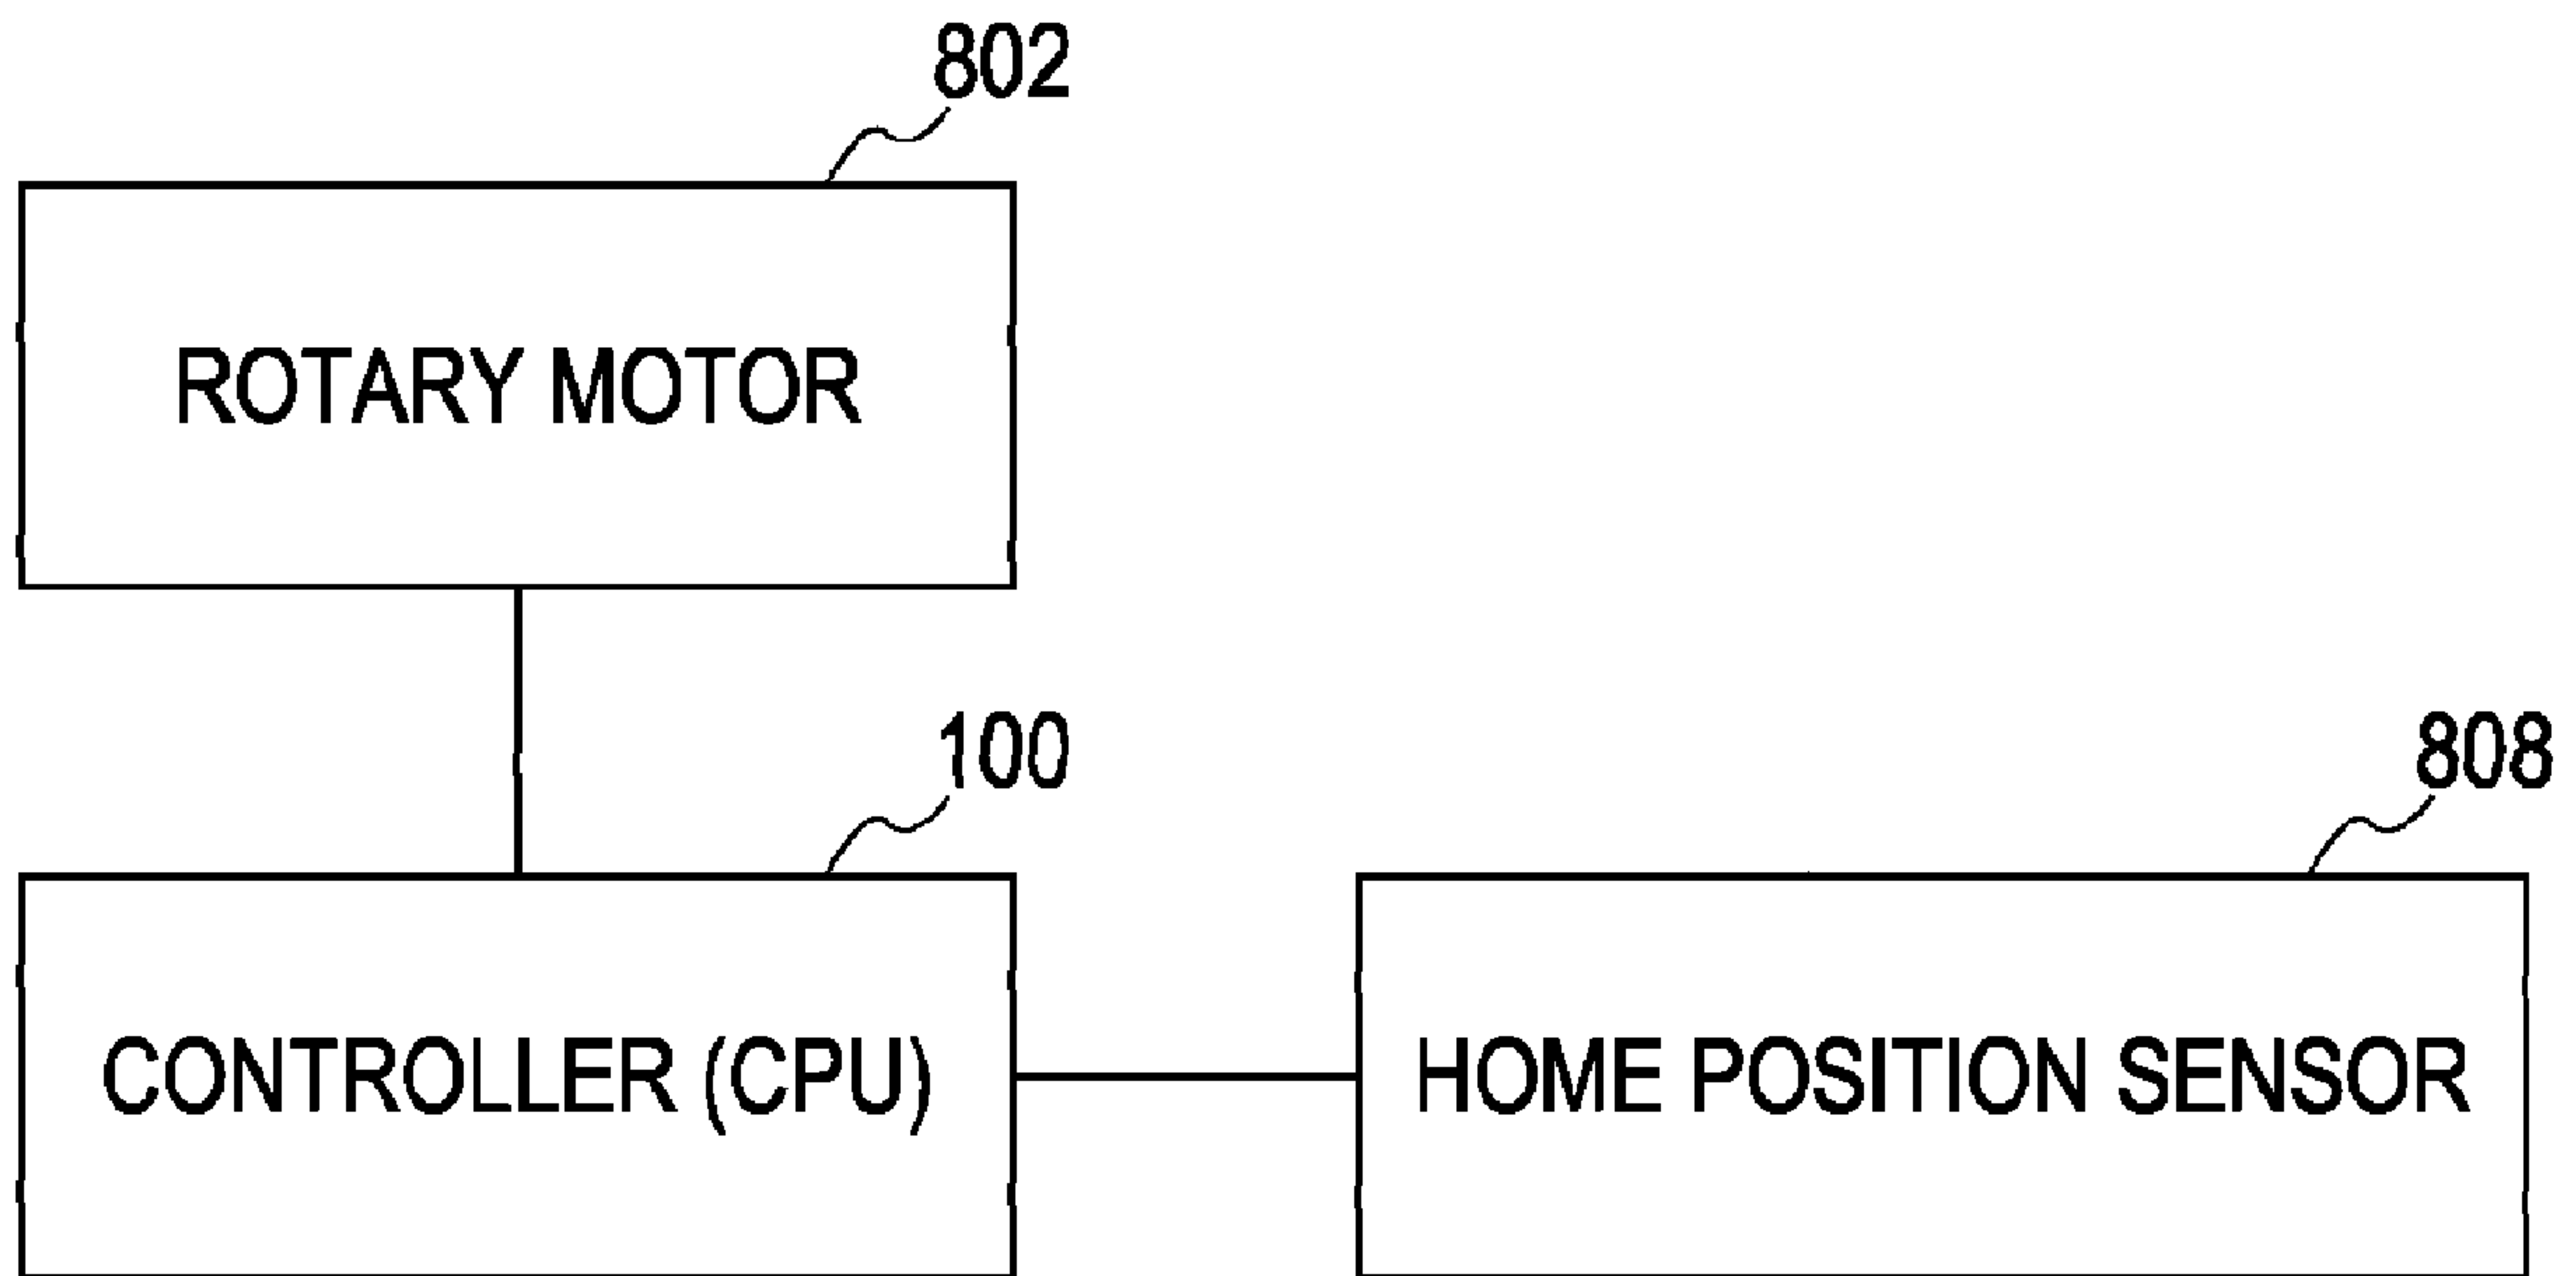 802
ROTARY MOTOR
100
808
CONTROLLER (CPU)
HOME POSITION SENSOR